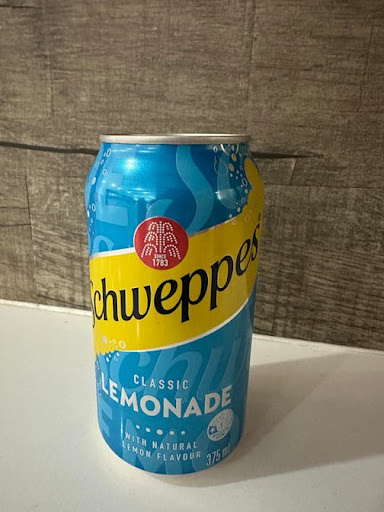 SINCE
1783
Schweppes
CLASSIC
LEMONADE
WITH NATURAL
LEMON FLAVOUR
375 ml